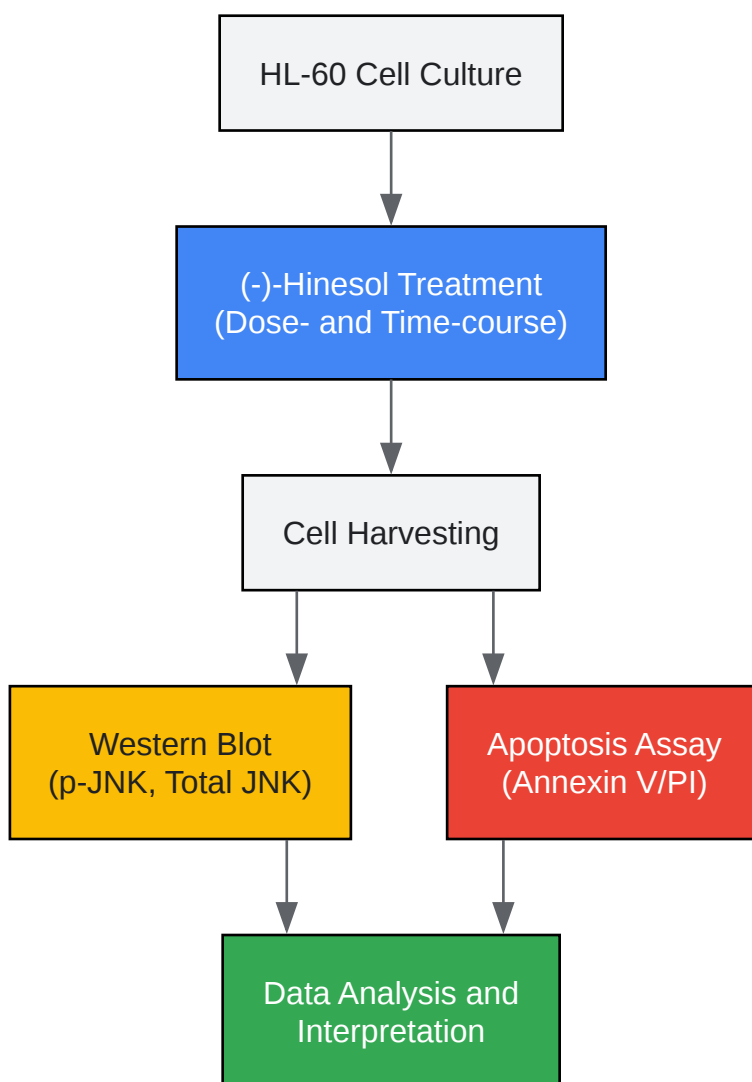 HL-60 Cell Culture
(-)-Hinesol Treatment
(Dose- and Time-course)
Cell Harvesting
Western Blot
(p-JNK, Total JNK)
Apoptosis Assay
(Annexin V/PI)
Data Analysis and
Interpretation